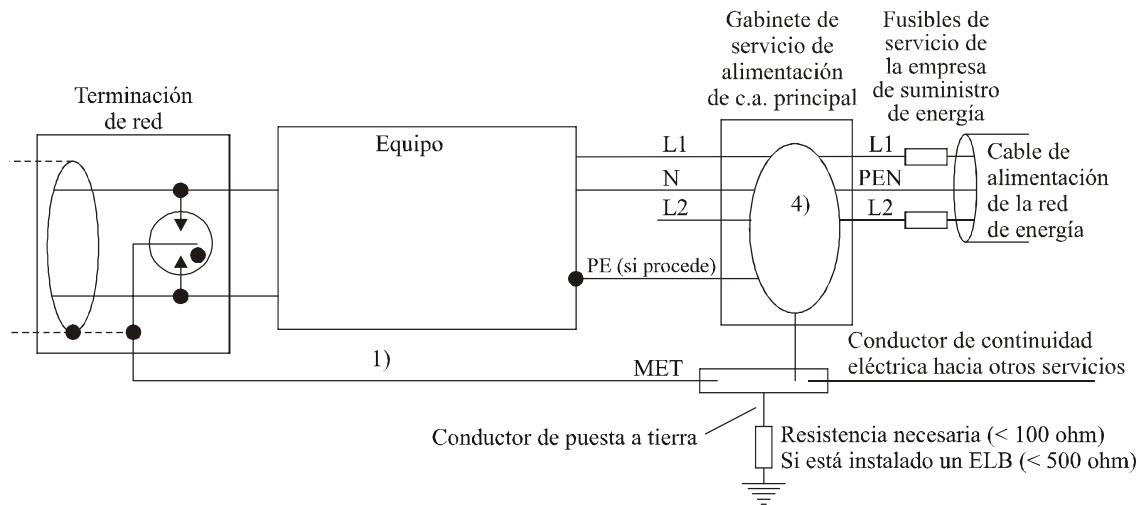 Gabinete de
servicio de
alimentación
de c.a. principal
Fusibles de
servicio de
la empresa
de suministro
de energía
Terminación
de red
Equipo
L1
N
L2
PE (si procede)
4)
L1
PEN
L2
Cable de
alimentación
de la red
de energía
1)
MET
Conductor de continuidad
eléctrica hacia otros servicios
Conductor de puesta a tierra
Resistencia necesaria (< 100 ohm)
Si está instalado un ELB (< 500 ohm)